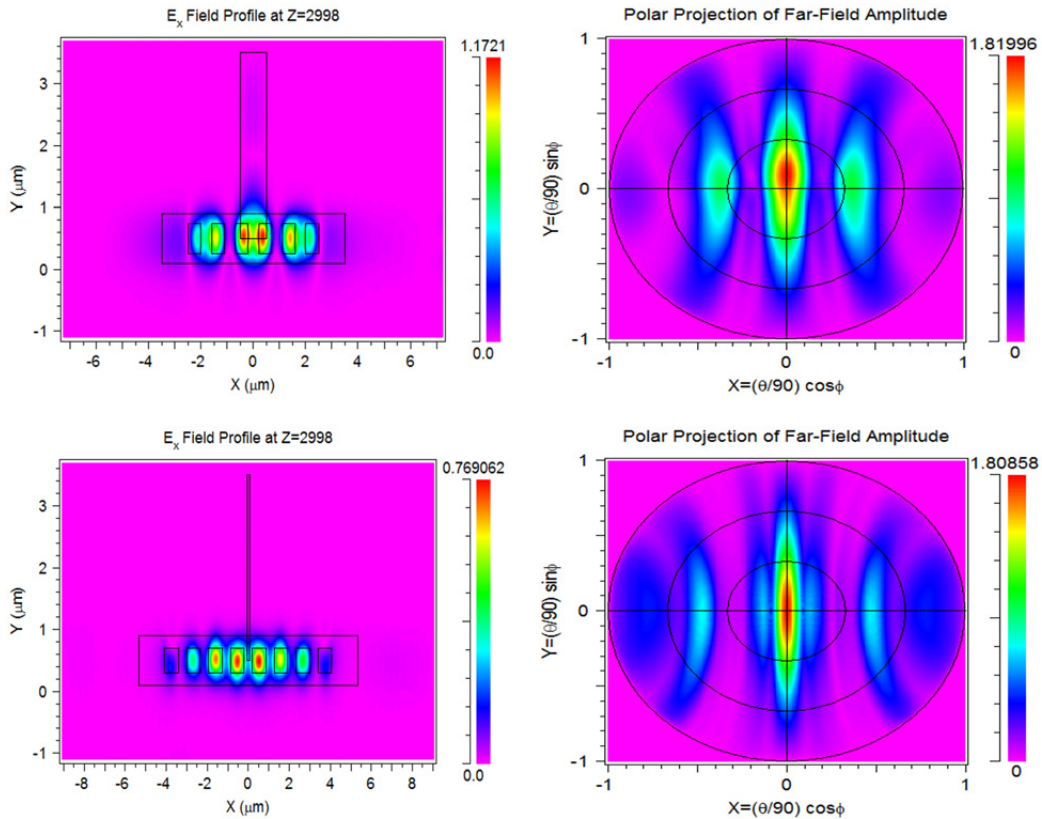 E_x Field Profile at Z=2998
1.1721
3
2
1
0
-1
Y (μm)
-6 -4 -2 0 2 4 6
X (μm)
0.0
Polar Projection of Far-Field Amplitude
1.81996
1
0
-1
Y=(θ/90) sinϕ
-1 0 1
X=(θ/90) cosϕ
0
E_x Field Profile at Z=2998
0.769062
3
2
1
0
-1
Y (μm)
-8 -6 -4 -2 0 2 4 6 8
X (μm)
0.0
Polar Projection of Far-Field Amplitude
1.80858
1
0
-1
Y=(θ/90) sinϕ
-1 0 1
X=(θ/90) cosϕ
0